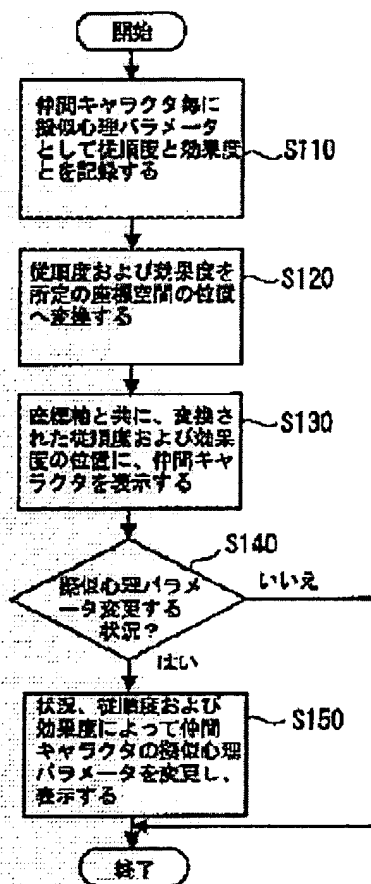 開始
仲間キャラクタ毎に
擬似心理パラメータ
として従順度と効果度
とを記録する
S110
従順度および効果度を
所定の座標空間の位置
へ変換する
S120
座標軸と共に、変換さ
れた従順度および効果
度の位置に、仲間キャ
ラクタを表示する
S130
S140
擬似心理パラメ
ータ変更する
状況？
いいえ
はい
状況、従順度および
効果度によって仲間
キャラクタの擬似心理
パラメータを変更し、
表示する
S150
終了